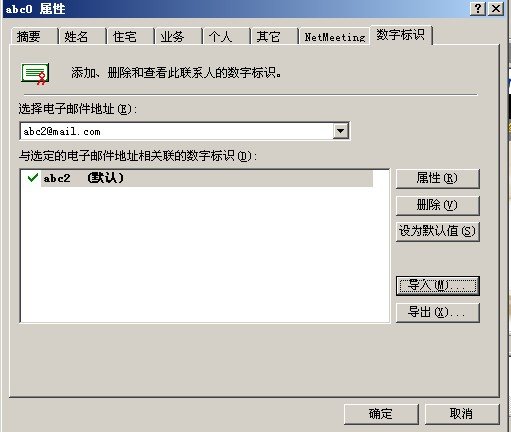 abc0 属性
摘要 姓名 住宅 业务 个人 其它 NetMeeting 数字标识
添加、删除和查看此联系人的数字标识。
选择电子邮件地址(E):
abc2@mail.com
与选定的电子邮件地址相关联的数字标识(D):
abc2 (默认)
属性(R)
删除(V)
设为默认值(S)
导入(M)...
导出(X)...
确定 取消